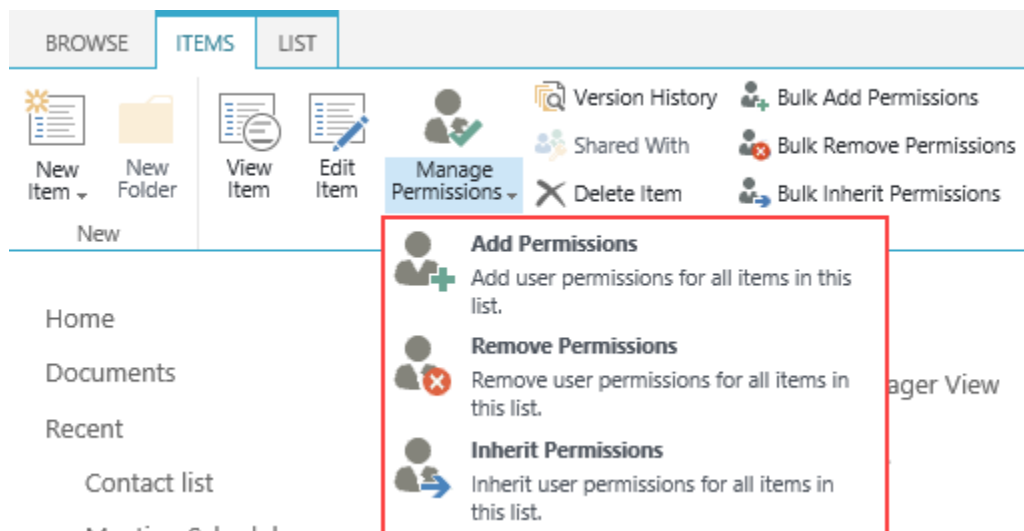 BROWSE
ITEMS
LIST
New
Item
New
Folder
View
Item
Edit
Item
Manage
Permissions
Version History
Shared With
Delete Item
Bulk Add Permissions
Bulk Remove Permissions
Bulk Inherit Permissions
New
Add Permissions
Add user permissions for all items in this
list.
Remove Permissions
Remove user permissions for all items in
this list.
Inherit Permissions
Inherit user permissions for all items in
this list.
Home
Documents
Recent
Contact list
ager View